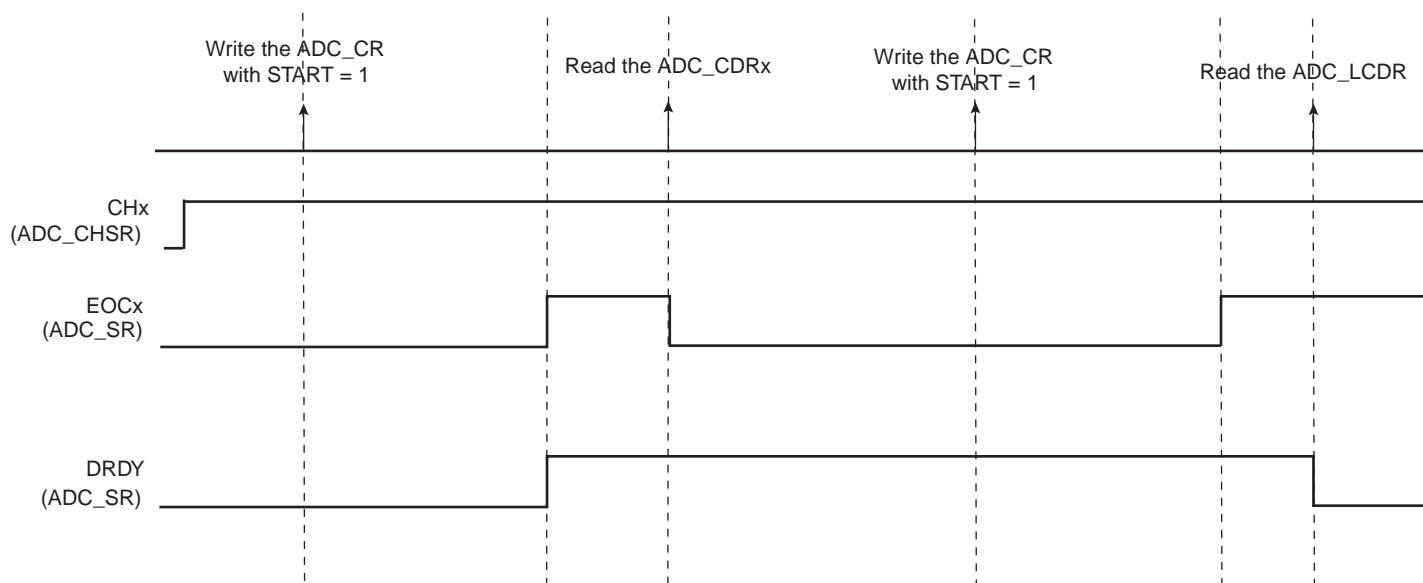 Write the ADC_CR
with START = 1
Read the ADC_CDRx
Write the ADC_CR
with START = 1
Read the ADC_LCDR
CHx
(ADC_CHSR)
EOCx
(ADC_SR)
DRDY
(ADC_SR)